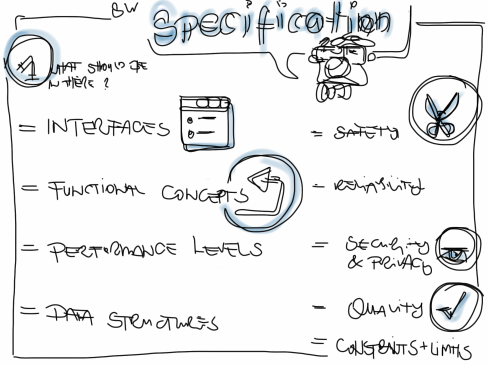 BW
Specification
#1 WHAT SHOULD BE
IN THERE?
= INTERFACES
= FUNCTIONAL CONCEPTS
= PERFORMANCE LEVELS
= DATA STRUCTURES
= SAFETY
= RELIABILITY
= SECURITY
& PRIVACY
= QUALITY
= CONSTRENTS + LIMITS